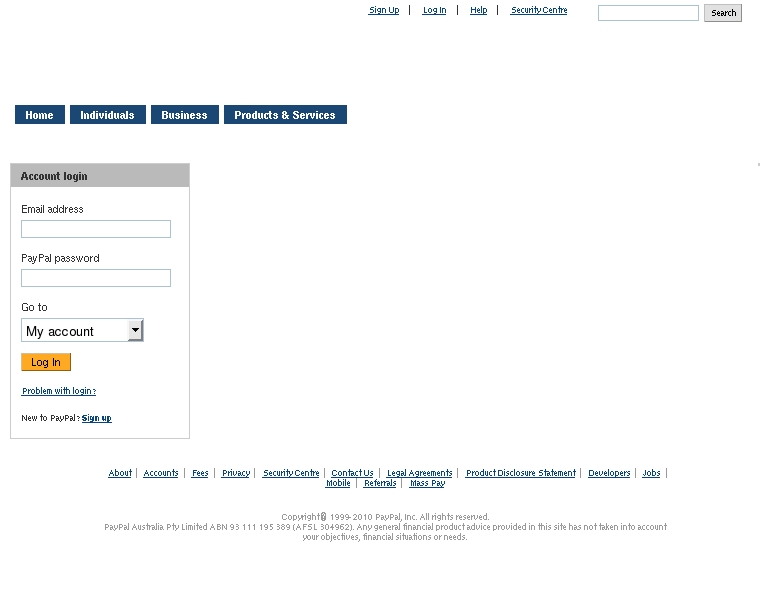 Sign Up | Log In | Help | Security Centre Search
Home Individuals Business Products & Services
Account login
Email address
PayPal password
Go to
My account
Log In
Problem with login?
New to PayPal? Sign up
About | Accounts | Fees | Privacy | Security Centre | Contact Us | Legal Agreements | Product Disclosure Statement | Developers | Jobs |
Mobile | Referrals | Mass Pay
Copyright� 1999-2010 PayPal, Inc. All rights reserved.
PayPal Australia Pty Limited ABN 93 111 195 389 (AFSL 304962). Any general financial product advice provided in this site has not taken into account
your objectives, financial situations or needs.